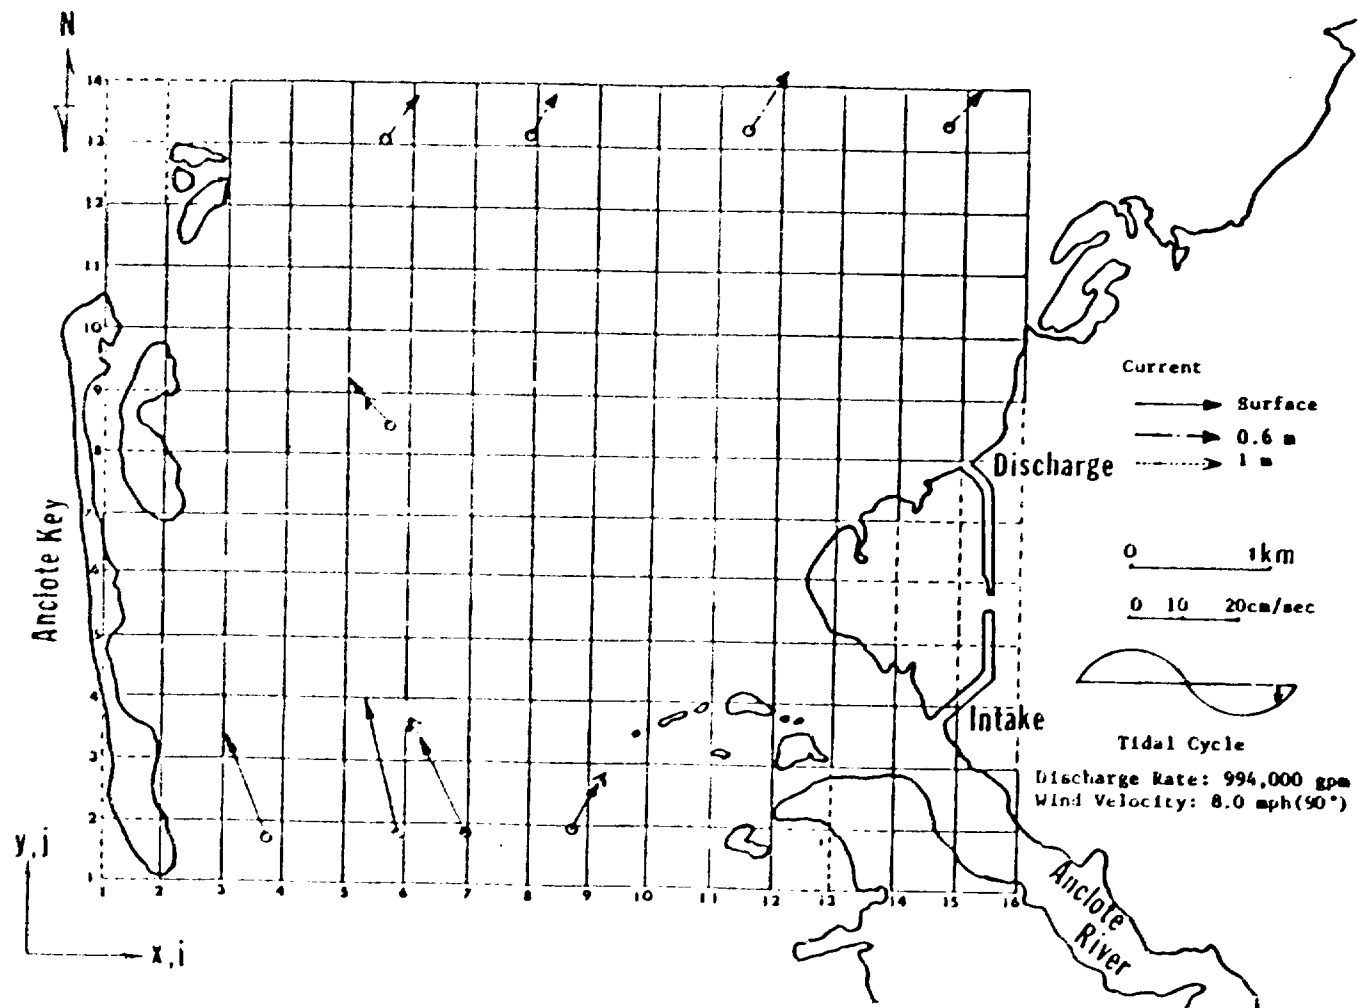 N
14
13
12
11
10
9
8
7
6
5
4
3
2
1
Anclote Key
y,j
x,i
1 2 3 4 5 6 7 8 9 10 11 12 13 14 15 16
Current
Surface
0.6 m
1 m
Discharge
0 1km
0 10 20cm/sec
Intake
Tidal Cycle
Discharge Rate: 994,000 gpm
Wind Velocity: 8.0 mph(90°)
Anclote
River